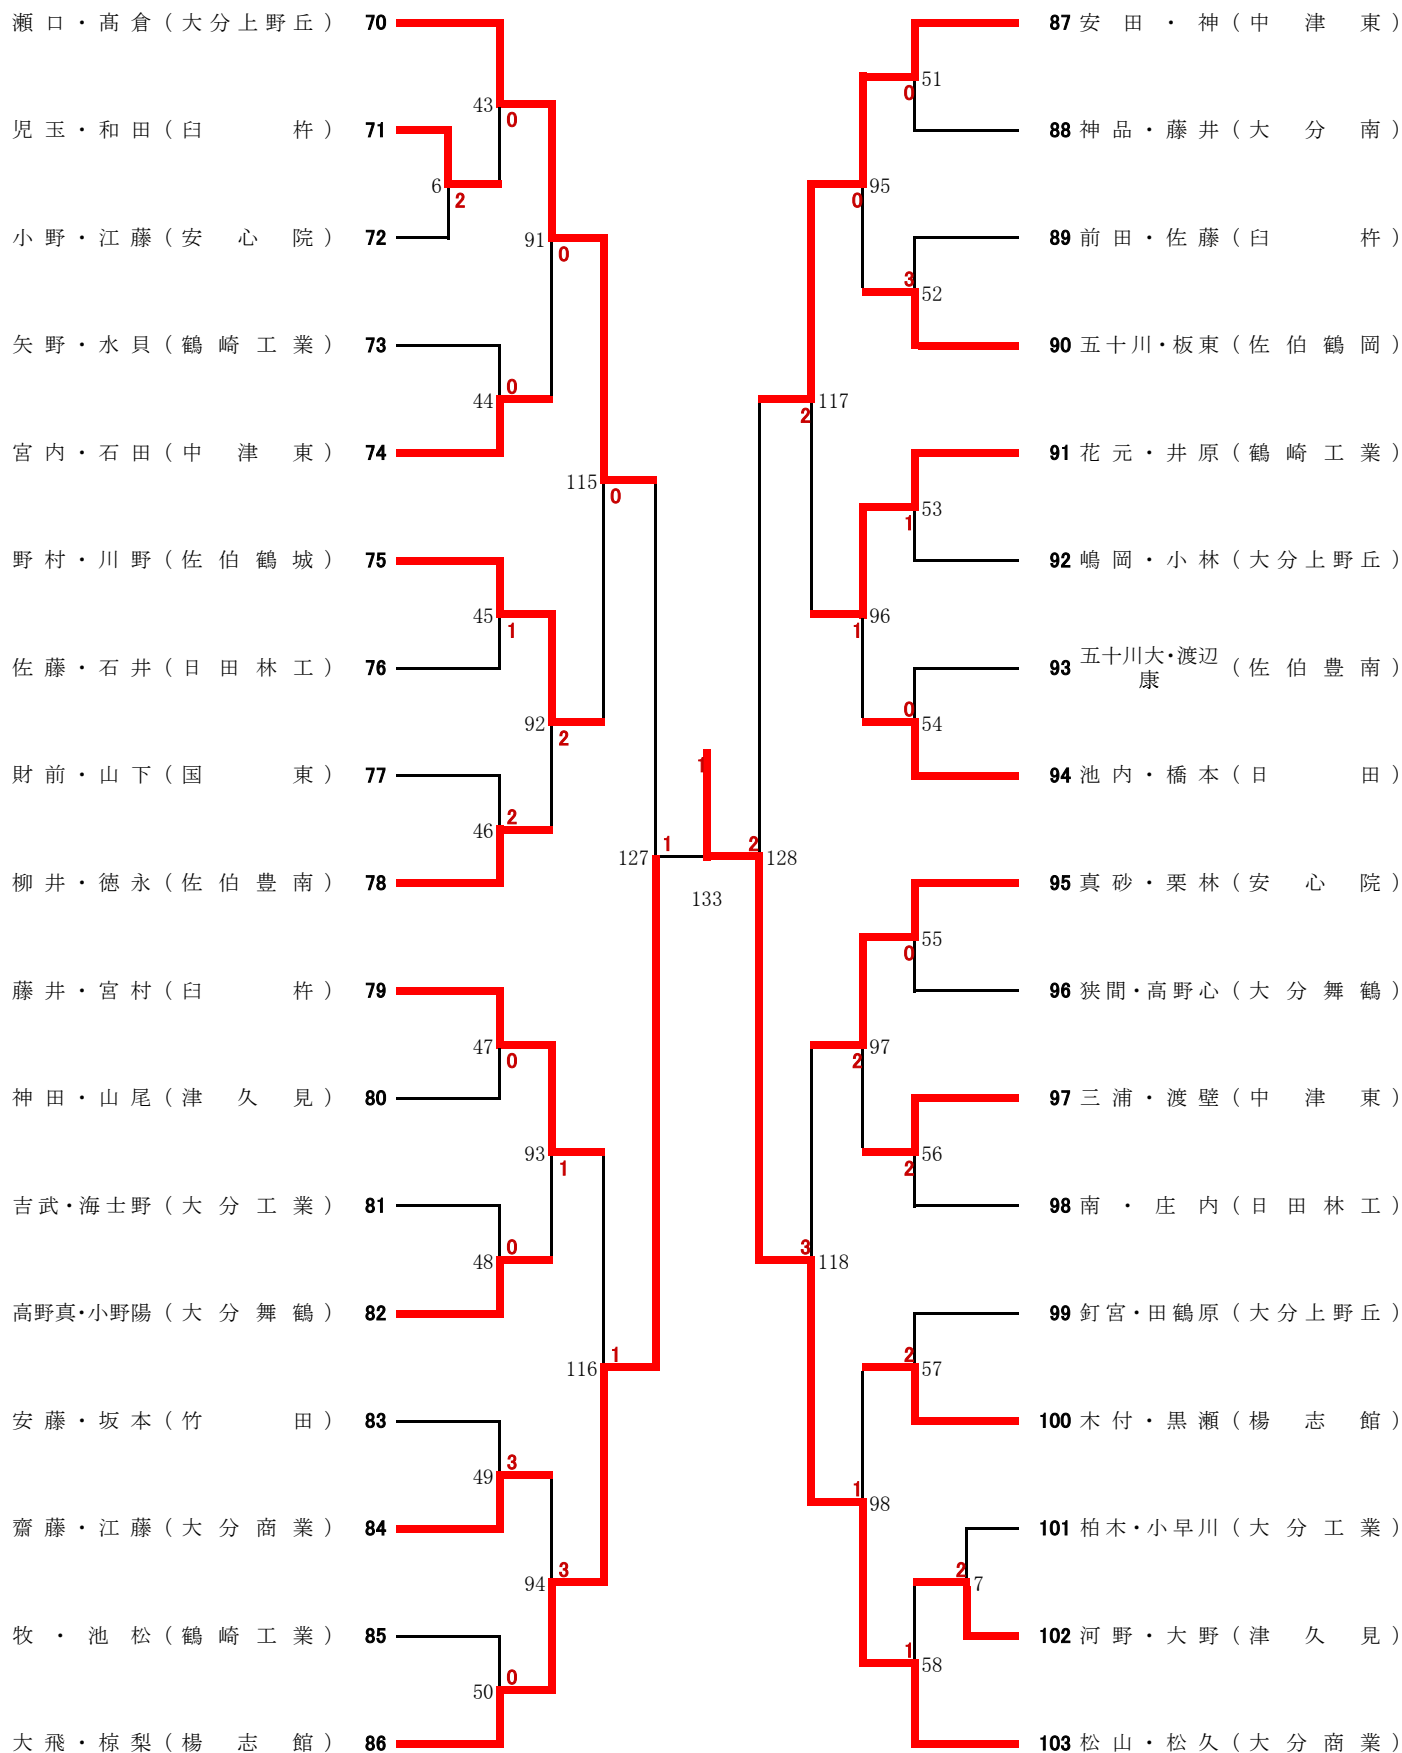 瀬口・髙倉（大分上野丘） 70
児玉・和田（臼杵） 71
小野・江藤（安心院） 72
矢野・水貝（鶴崎工業） 73
宮内・石田（中津東） 74
野村・川野（佐伯鶴城） 75
佐藤・石井（日田林工） 76
財前・山下（国東） 77
柳井・徳永（佐伯豊南） 78
藤井・宮村（臼杵） 79
神田・山尾（津久見） 80
吉武・海士野（大分工業） 81
高野真・小野陽（大分舞鶴） 82
安藤・坂本（竹田） 83
齋藤・江藤（大分商業） 84
牧・池松（鶴崎工業） 85
大飛・椋梨（楊志館） 86
43
0
6
2
91
0
44
0
115
0
45
1
92
2
46
2
127
1
47
0
93
1
48
0
116
1
49
3
94
3
50
0
1
133
2
128
51
0
95
0
3
52
117
2
53
1
96
1
0
54
55
0
97
2
56
2
3
118
2
57
1
98
2
7
1
58
87 安田・神（中津東）
88 神品・藤井（大分南）
89 前田・佐藤（臼杵）
90 五十川・板東（佐伯鶴岡）
91 花元・井原（鶴崎工業）
92 嶋岡・小林（大分上野丘）
93 五十川大・渡辺康（佐伯豊南）
94 池内・橋本（日田）
95 真砂・栗林（安心院）
96 狭間・高野心（大分舞鶴）
97 三浦・渡壁（中津東）
98 南・庄内（日田林工）
99 釘宮・田鶴原（大分上野丘）
100 木付・黒瀬（楊志館）
101 柏木・小早川（大分工業）
102 河野・大野（津久見）
103 松山・松久（大分商業）